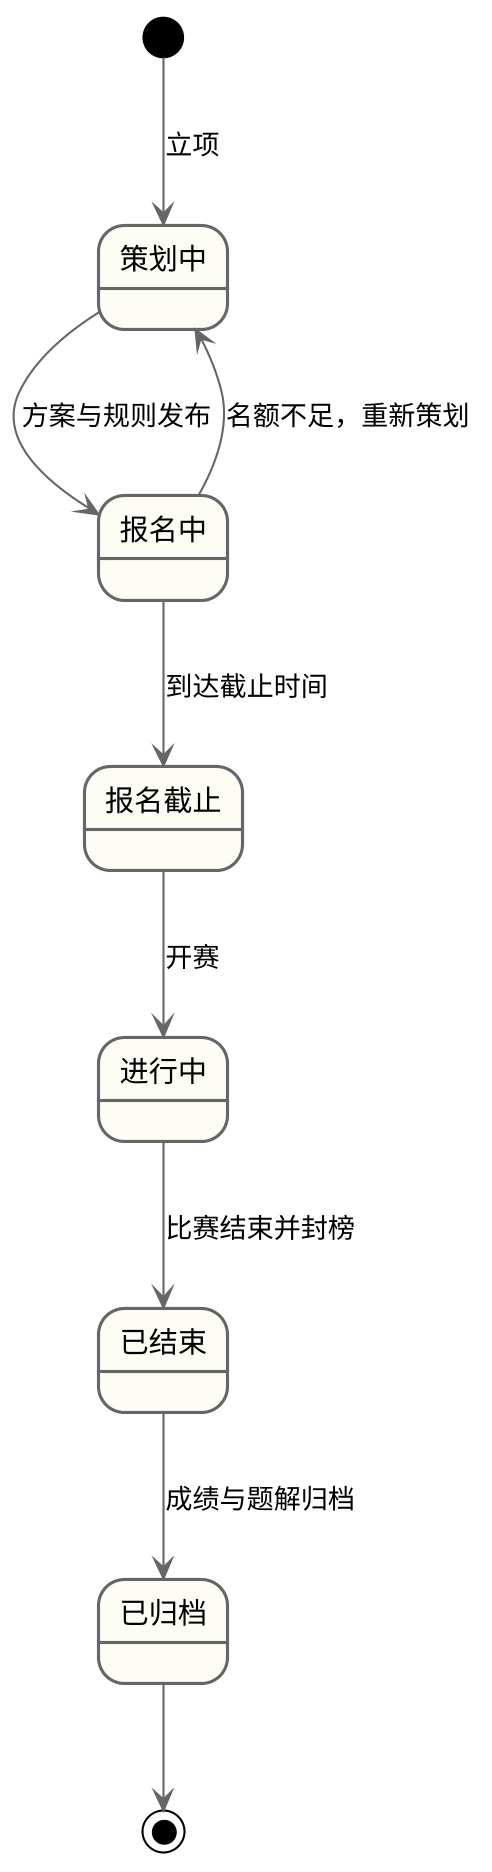 立项
策划中
方案与规则发布
名额不足，重新策划
报名中
到达截止时间
报名截止
开赛
进行中
比赛结束并封榜
已结束
成绩与题解归档
已归档